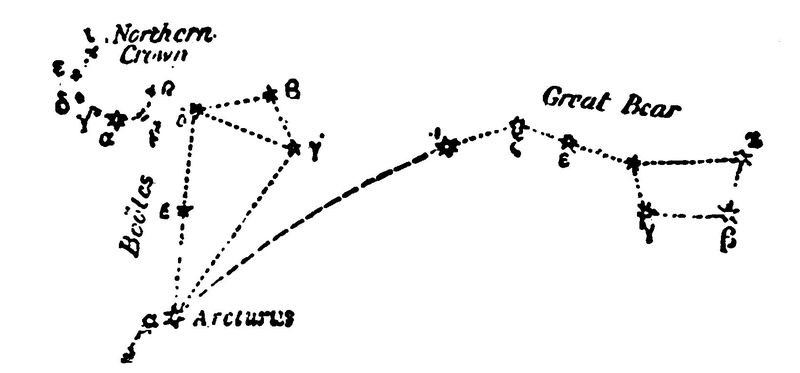 Northern
Crown
ι
ε
δ
γ
α
β
B
γ
Great Bear
ζ
ε
γ
β
Boötes
E
α Arcturus